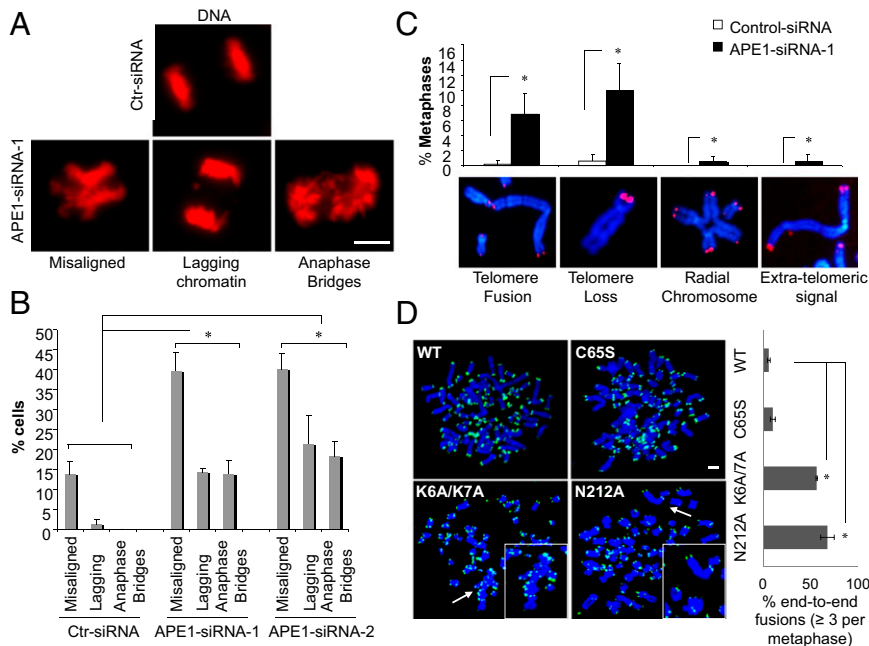 A
DNA
Ctr-siRNA
APE1-siRNA-1
Misaligned
Lagging
chromatin
Anaphase
Bridges
B
% cells
50
45
40
35
30
25
20
15
10
5
0
Misaligned
Lagging
Anaphase
Bridges
Misaligned
Lagging
Anaphase
Bridges
Misaligned
Lagging
Anaphase
Bridges
Ctr-siRNA
APE1-siRNA-1
APE1-siRNA-2
*
*
C
Control-siRNA
APE1-siRNA-1
% Metaphases
16
14
12
10
8
6
4
2
0
*
*
*
*
Telomere
Fusion
Telomere
Loss
Radial
Chromosome
Extra-telomeric
signal
D
WT
C65S
K6A/K7A
N212A
WT
C65S
K6A/7A
N212A
*
*
0
50
100
% end-to-end
fusions (≥ 3 per
metaphase)